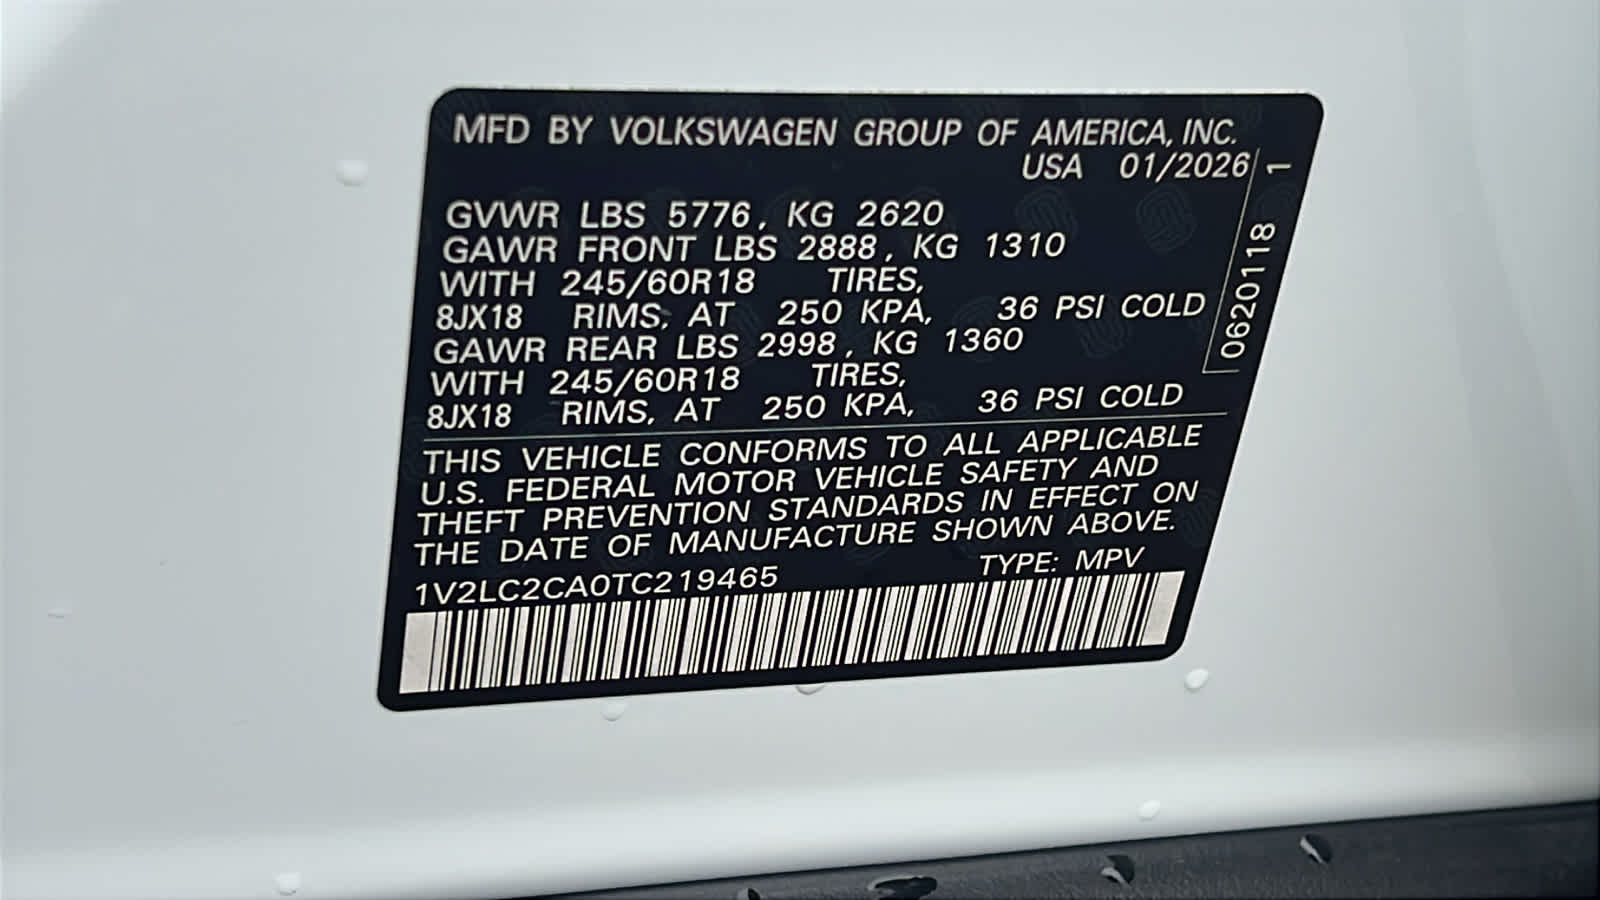 MFD BY VOLKSWAGEN GROUP OF AMERICA, INC.
USA 01/2026
GVWR LBS 5776, KG 2620
GAWR FRONT LBS 2888, KG 1310
WITH 245/60R18 TIRES,
8JX18 RIMS, AT 250 KPA, 36 PSI COLD
GAWR REAR LBS 2998, KG 1360
WITH 245/60R18 TIRES,
8JX18 RIMS, AT 250 KPA, 36 PSI COLD
0620118 1
THIS VEHICLE CONFORMS TO ALL APPLICABLE
U.S. FEDERAL MOTOR VEHICLE SAFETY AND
THEFT PREVENTION STANDARDS IN EFFECT ON
THE DATE OF MANUFACTURE SHOWN ABOVE.
1V2LC2CA0TC219465 TYPE: MPV